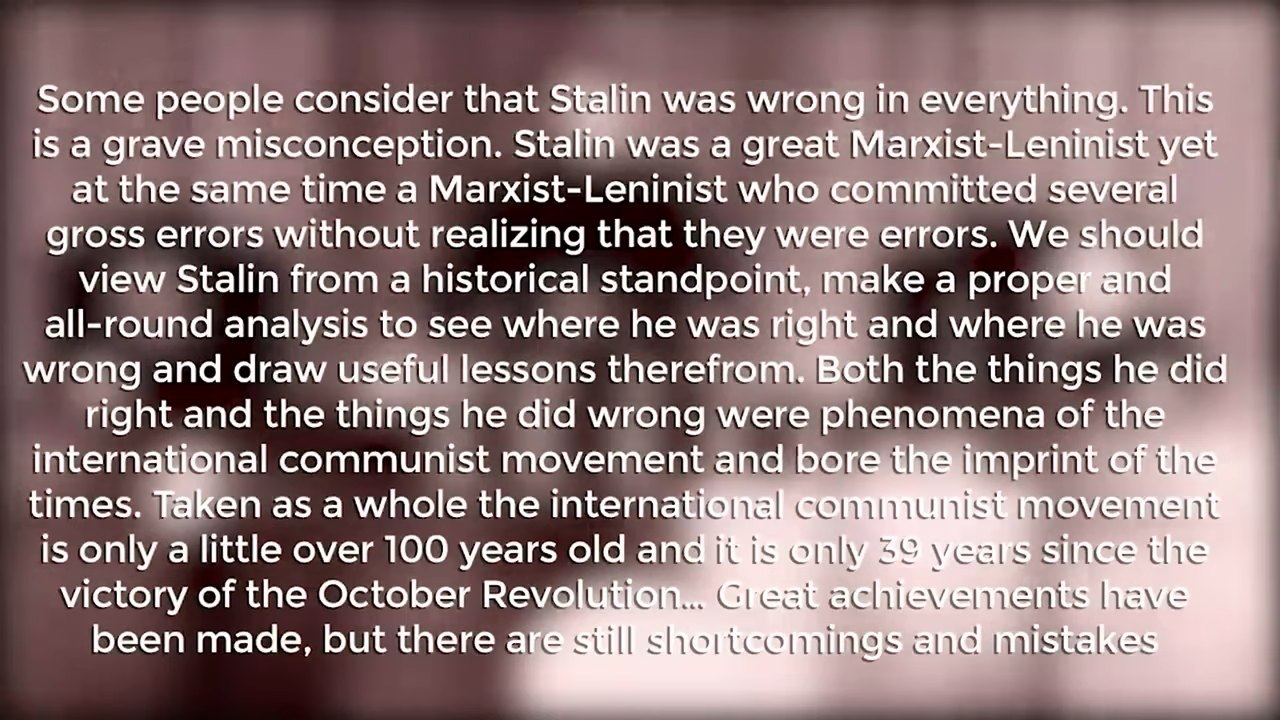 Some people consider that Stalin was wrong in everything. This
is a grave misconception. Stalin was a great Marxist-Leninist yet
at the same time a Marxist-Leninist who committed several
gross errors without realizing that they were errors. We should
view Stalin from a historical standpoint, make a proper and
all-round analysis to see where he was right and where he was
wrong and draw useful lessons therefrom. Both the things he did
right and the things he did wrong were phenomena of the
international communist movement and bore the imprint of the
times. Taken as a whole the international communist movement
is only a little over 100 years old and it is only 39 years since the
victory of the October Revolution... Great achievements have
been made, but there are still shortcomings and mistakes